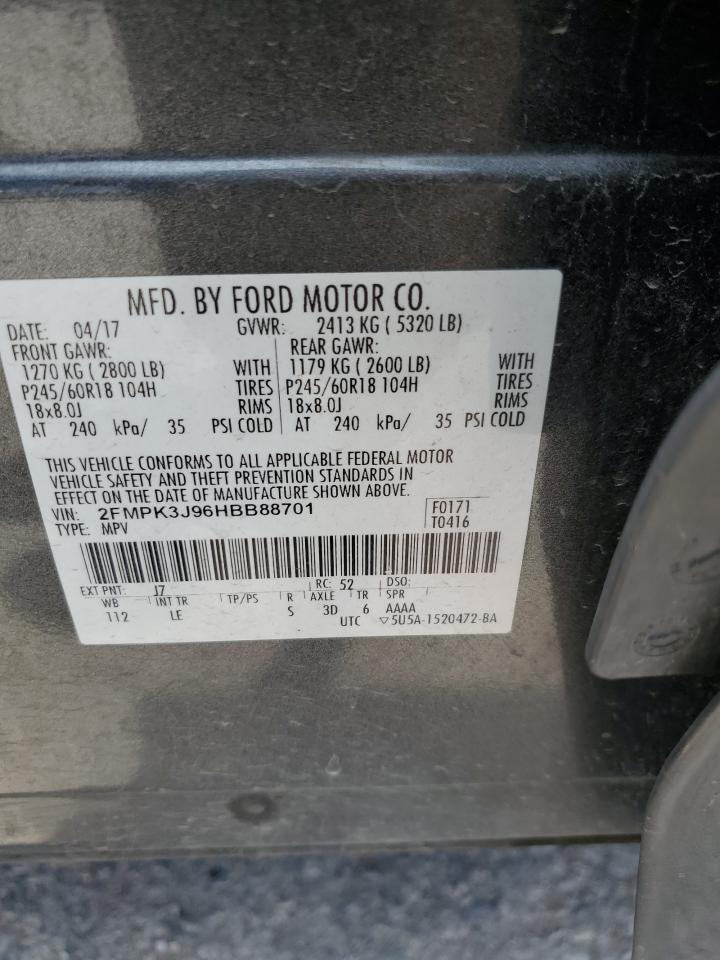 MFD. BY FORD MOTOR CO.
DATE: 04/17 GVWR: 2413 KG ( 5320 LB)
FRONT GAWR: REAR GAWR:
1270 KG ( 2800 LB) WITH 1179 KG ( 2600 LB) WITH
P245/60R18 104H TIRES P245/60R18 104H TIRES
18x8.0J RIMS 18x8.0J RIMS
AT 240 kPa/ 35 PSI COLD AT 240 kPa/ 35 PSI COLD
THIS VEHICLE CONFORMS TO ALL APPLICABLE FEDERAL MOTOR
VEHICLE SAFETY AND THEFT PREVENTION STANDARDS IN
EFFECT ON THE DATE OF MANUFACTURE SHOWN ABOVE.
VIN: 2FMPK3J96HBB88701 F0171
TYPE: MPV T0416
EXT PNT: J7 RC: 52 DSO:
WB INT TR TP/PS R AXLE TR SPR
112 LE S 3D 6 AAAA
UTC ▽5U5A-1520472-BA